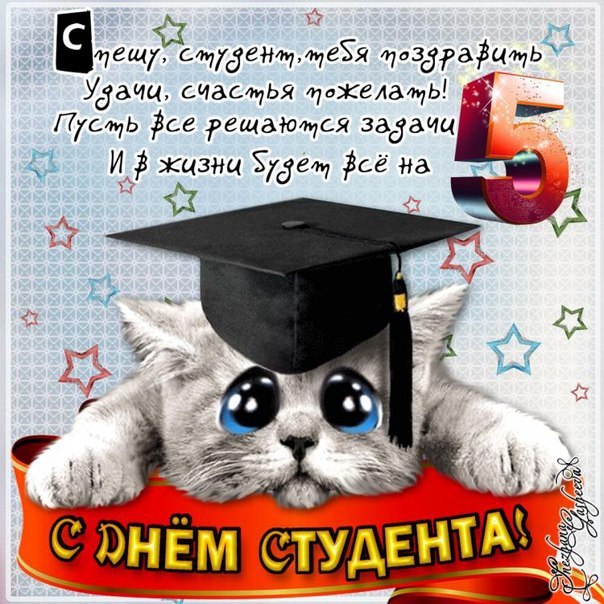 Спешу, студент, тебя поздравить
Удачи, счастья пожелать!
Пусть все решаются задачи
И в жизни будет всё на 5
С ДНЁМ СТУДЕНТА!